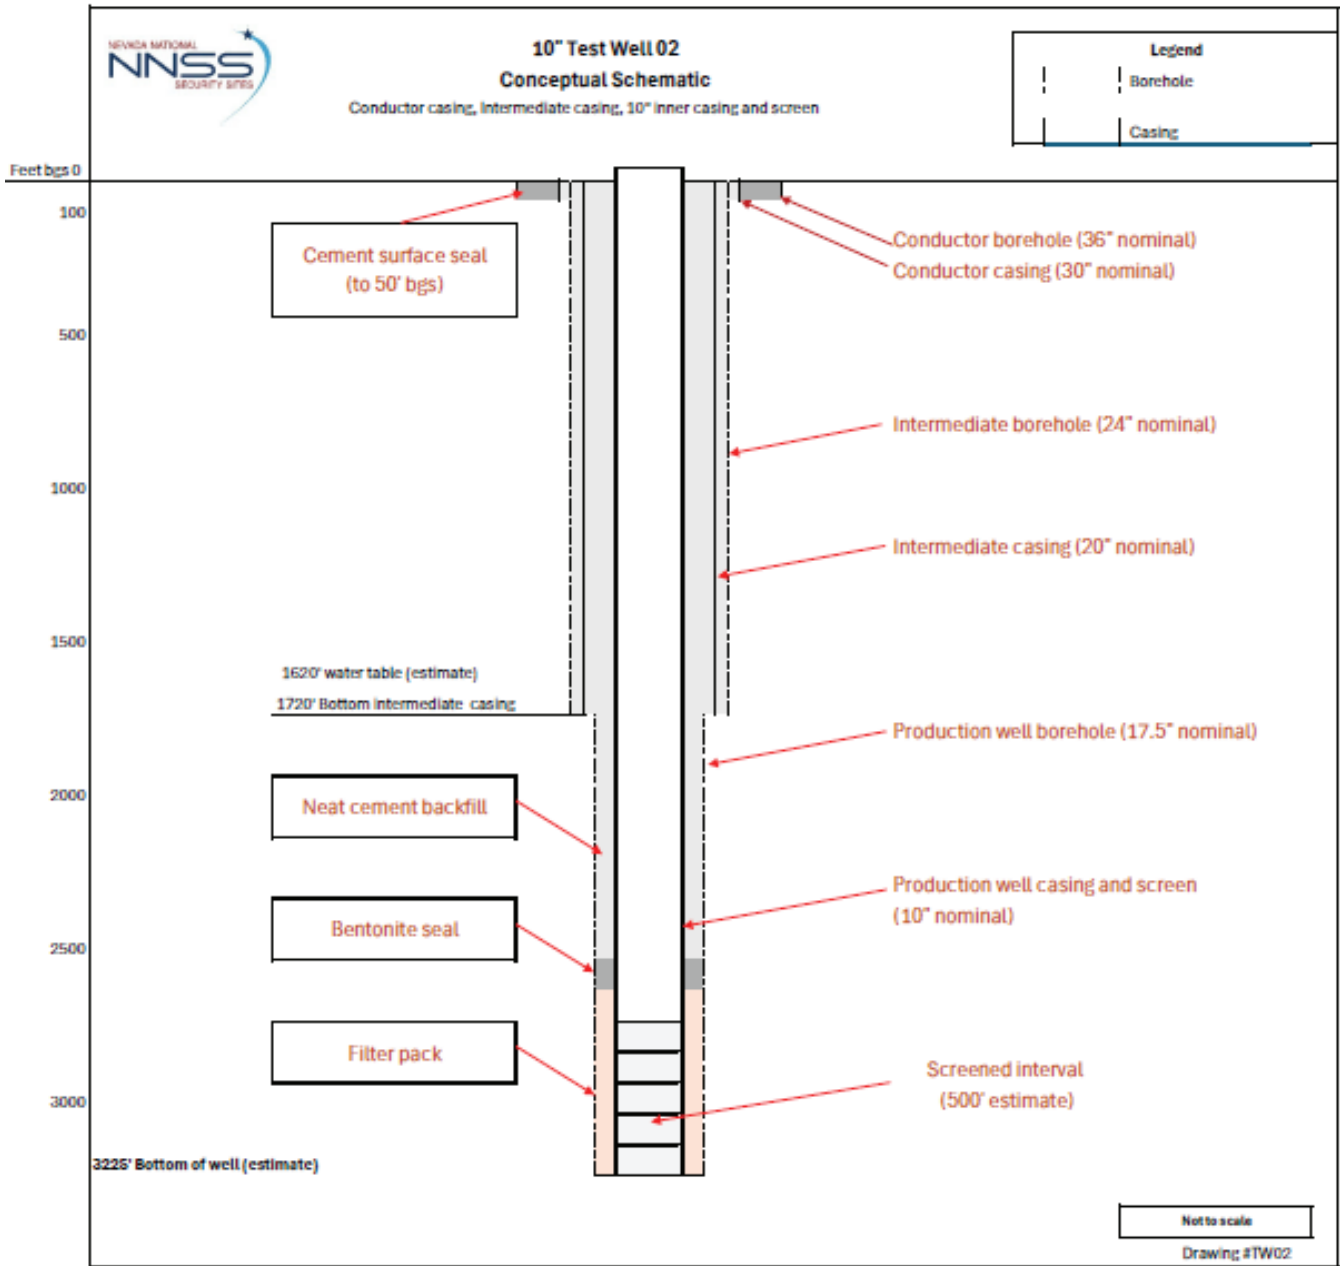 NEVADA NATIONAL
NNSS
SECURITY SITES
10" Test Well 02
Conceptual Schematic
Conductor casing, Intermediate casing, 10" inner casing and screen
Legend
Borehole
Casing
Feet bgs 0
100
500
1000
1500
2000
2500
3000
Cement surface seal
(to 50' bgs)
Conductor borehole (36" nominal)
Conductor casing (30" nominal)
Intermediate borehole (24" nominal)
Intermediate casing (20" nominal)
1620' water table (estimate)
1720' Bottom intermediate casing
Production well borehole (17.5" nominal)
Neat cement backfill
Production well casing and screen
(10" nominal)
Bentonite seal
Filter pack
Screened interval
(500' estimate)
3225' Bottom of well (estimate)
Not to scale
Drawing #TW02